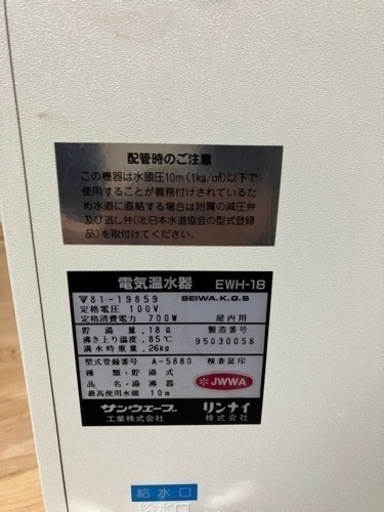 配管時のご注意
この機器は水頭圧10m(1kg/c㎡)以下で
使用することが義務付けされているた
め水道に直結する場合は附属の減圧弁
及び逃し弁((社)日本水道協会の型式登録
品)を取付けてください。
電気温水器 EWH-18
81-19859 SEIWA.K.G.S
定格電圧 100V
定格消費電力 700W 屋内用
貯湯量 .18ℓ 製造番号
沸き上り温度 .85℃ 95030058
満水時重量 .26kg
型式登録番号 A-5880 検査証印
種類・貯湯式
品名・湯沸器 JWWA
最高使用水頭 10m
サンウェーブ工業株式会社 リンナイ株式会社
給水口